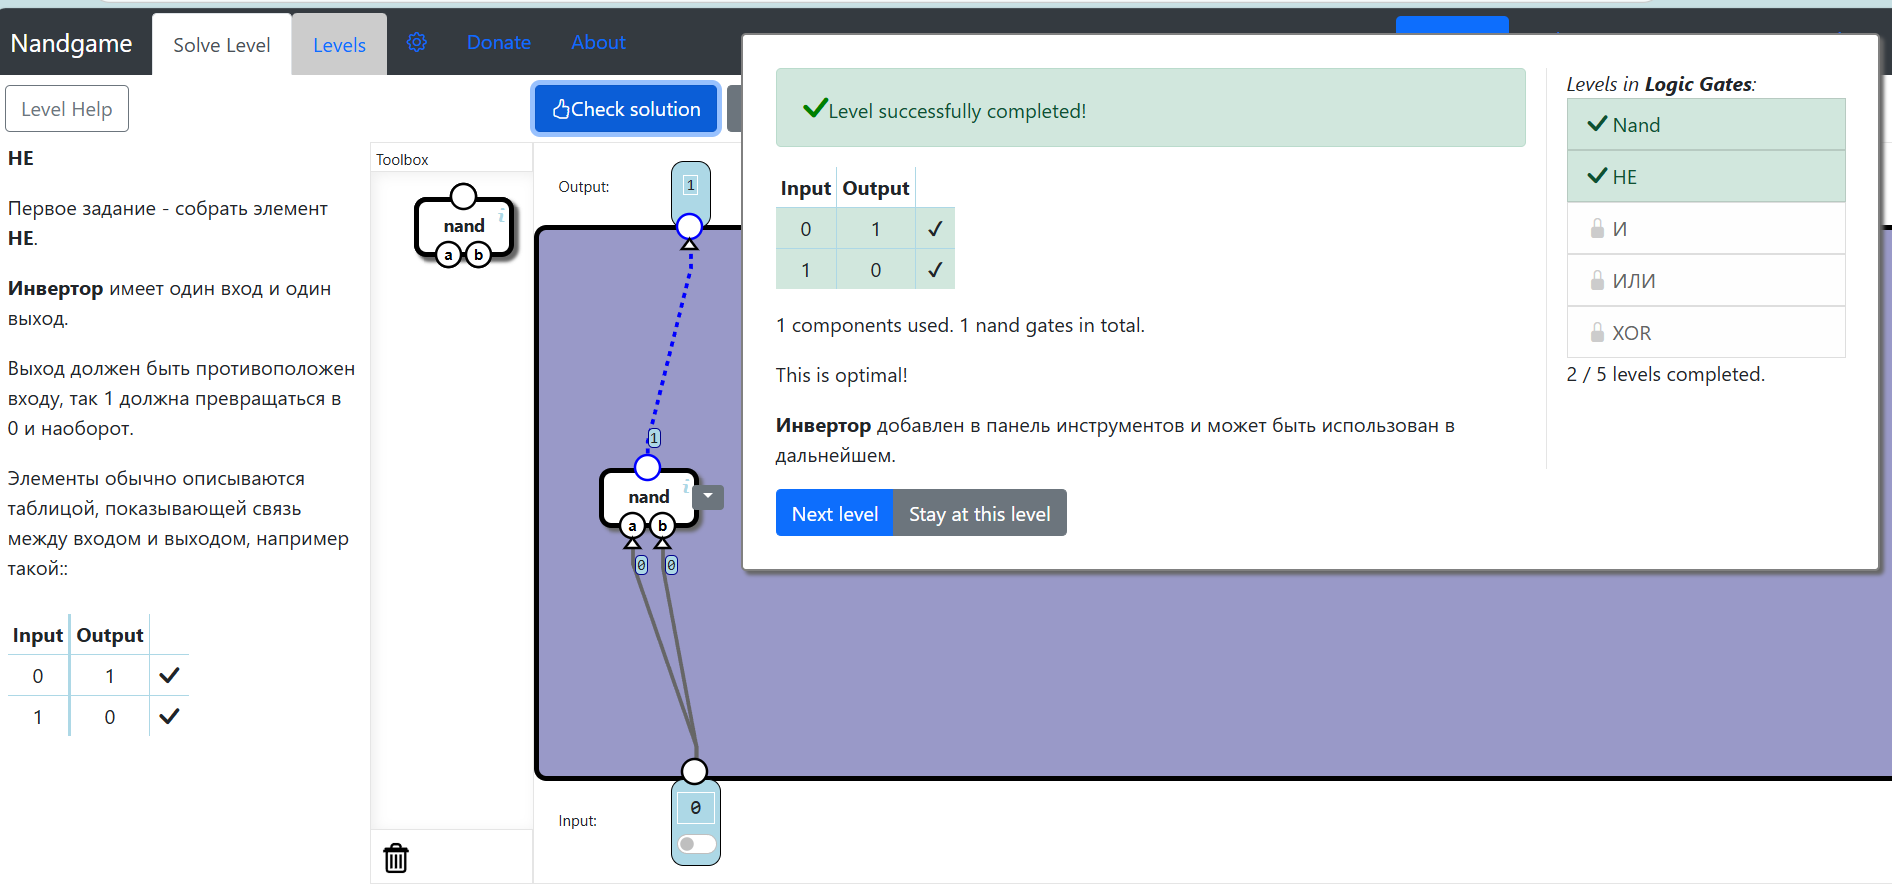 Nandgame
Solve Level
Levels
Donate
About
Level Help
Check solution
НЕ
Первое задание - собрать элемент
НЕ.
Инвертор имеет один вход и один
выход.
Выход должен быть противоположен
входу, так 1 должна превращаться в
0 и наоборот.
Элементы обычно описываются
таблицой, показывающей связь
между входом и выходом, например
такой::
Input Output
0 1
1 0
Toolbox
nand
i
a b
Output:
1
1
nand
i
a b
0 0
Input:
0
Level successfully completed!
Input Output
0 1
1 0
1 components used. 1 nand gates in total.
This is optimal!
Инвертор добавлен в панель инструментов и может быть использован в
дальнейшем.
Next level
Stay at this level
Levels in Logic Gates:
Nand
НЕ
И
ИЛИ
XOR
2 / 5 levels completed.